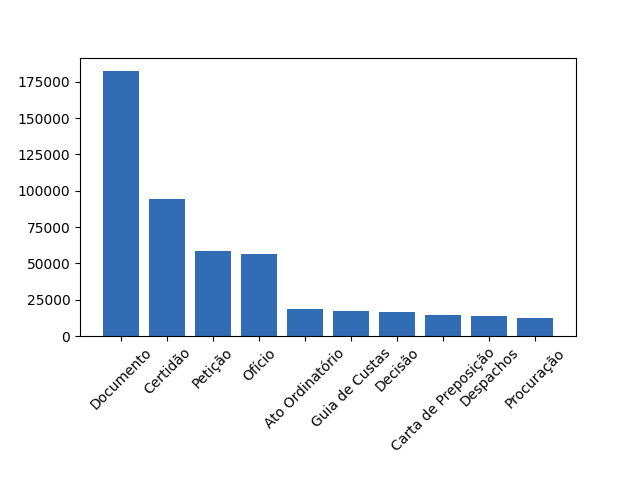 175000
150000
125000
100000
75000
50000
25000
0
Documento
Certidão
Petição
Ofício
Ato Ordinatório
Guia de Custas
Decisão
Carta de Preposição
Despachos
Procuração